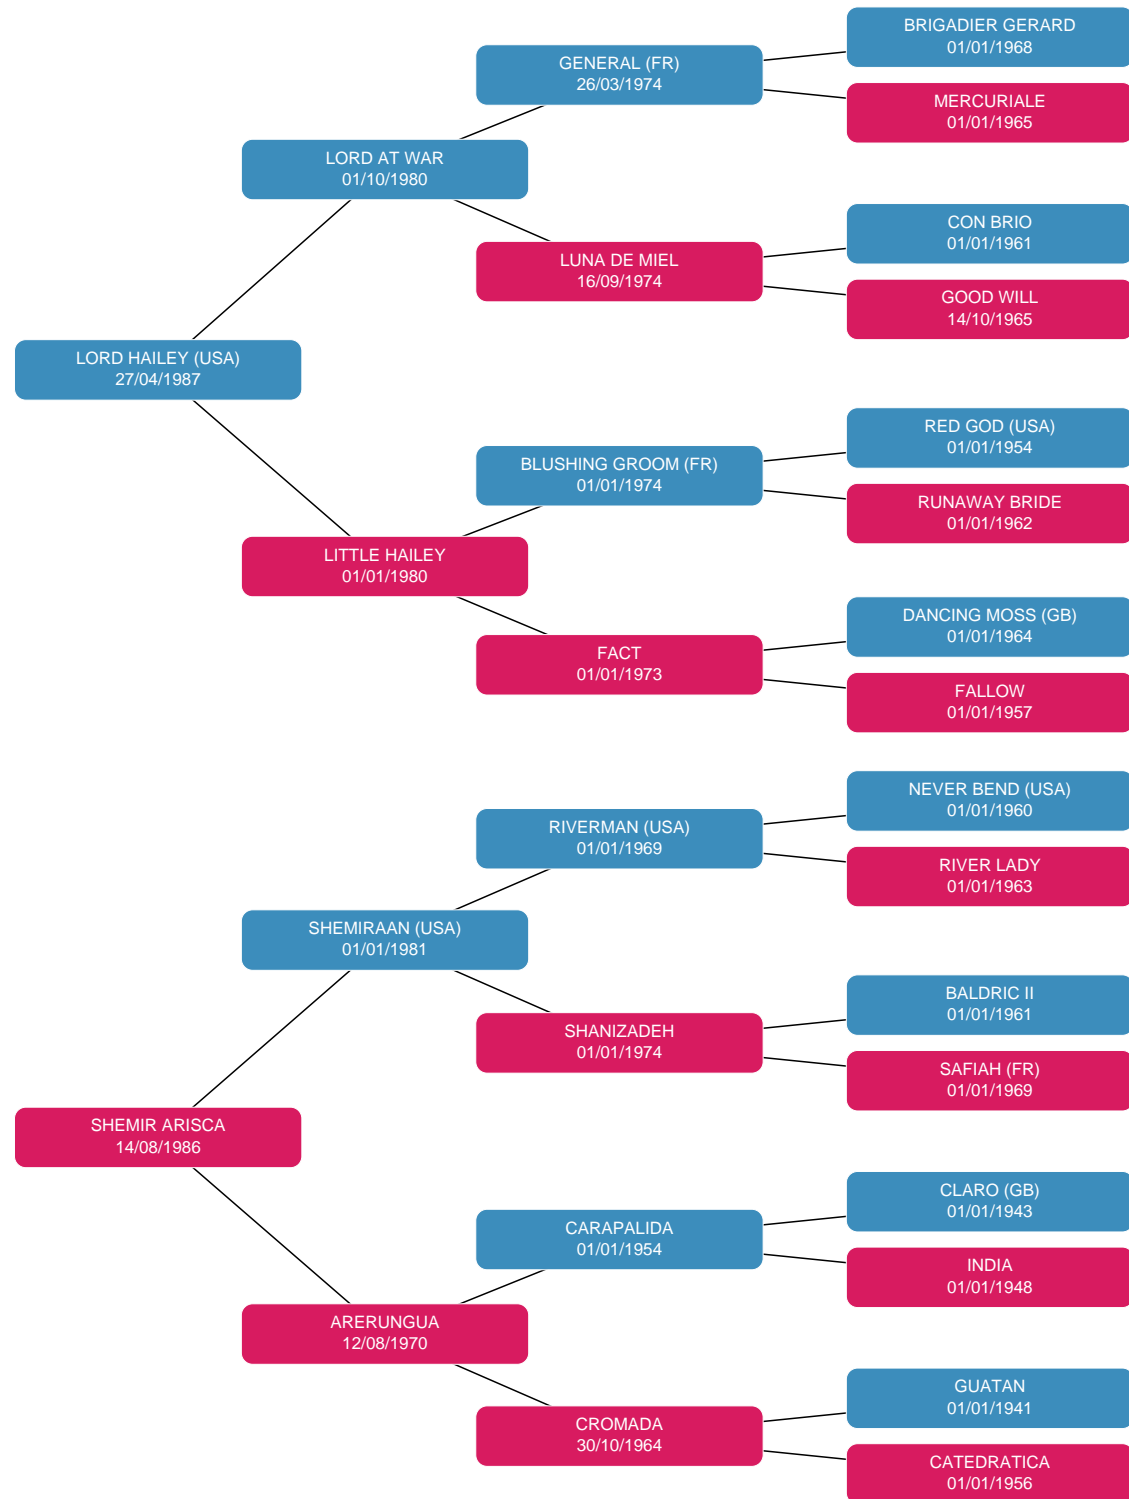 BRIGADIER GERARD
01/01/1968
GENERAL (FR)
26/03/1974
MERCURIALE
01/01/1965
LORD AT WAR
01/10/1980
CON BRIO
01/01/1961
LUNA DE MIEL
16/09/1974
GOOD WILL
14/10/1965
LORD HAILEY (USA)
27/04/1987
RED GOD (USA)
01/01/1954
BLUSHING GROOM (FR)
01/01/1974
RUNAWAY BRIDE
01/01/1962
LITTLE HAILEY
01/01/1980
DANCING MOSS (GB)
01/01/1964
FACT
01/01/1973
FALLOW
01/01/1957
NEVER BEND (USA)
01/01/1960
RIVERMAN (USA)
01/01/1969
RIVER LADY
01/01/1963
SHEMIRAAN (USA)
01/01/1981
BALDRIC II
01/01/1961
SHANIZADEH
01/01/1974
SAFIAH (FR)
01/01/1969
SHEMIR ARISCA
14/08/1986
CLARO (GB)
01/01/1943
CARAPALIDA
01/01/1954
INDIA
01/01/1948
ARERUNGUA
12/08/1970
GUATAN
01/01/1941
CROMADA
30/10/1964
CATEDRATICA
01/01/1956